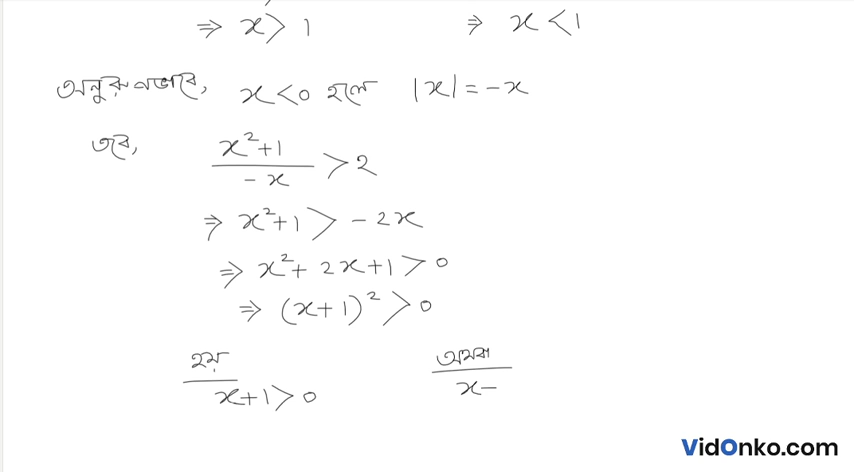 ⇒ x > 1 ⇒ x < 1
অনুরূপভাবে, x < 0 হলে |x| = -x
তবে, (x²+1)/(-x) > 2
⇒ x²+1 > -2x
⇒ x² + 2x + 1 > 0
⇒ (x+1)² > 0
হয় অথবা
x+1 > 0 x-
VidOnko.com